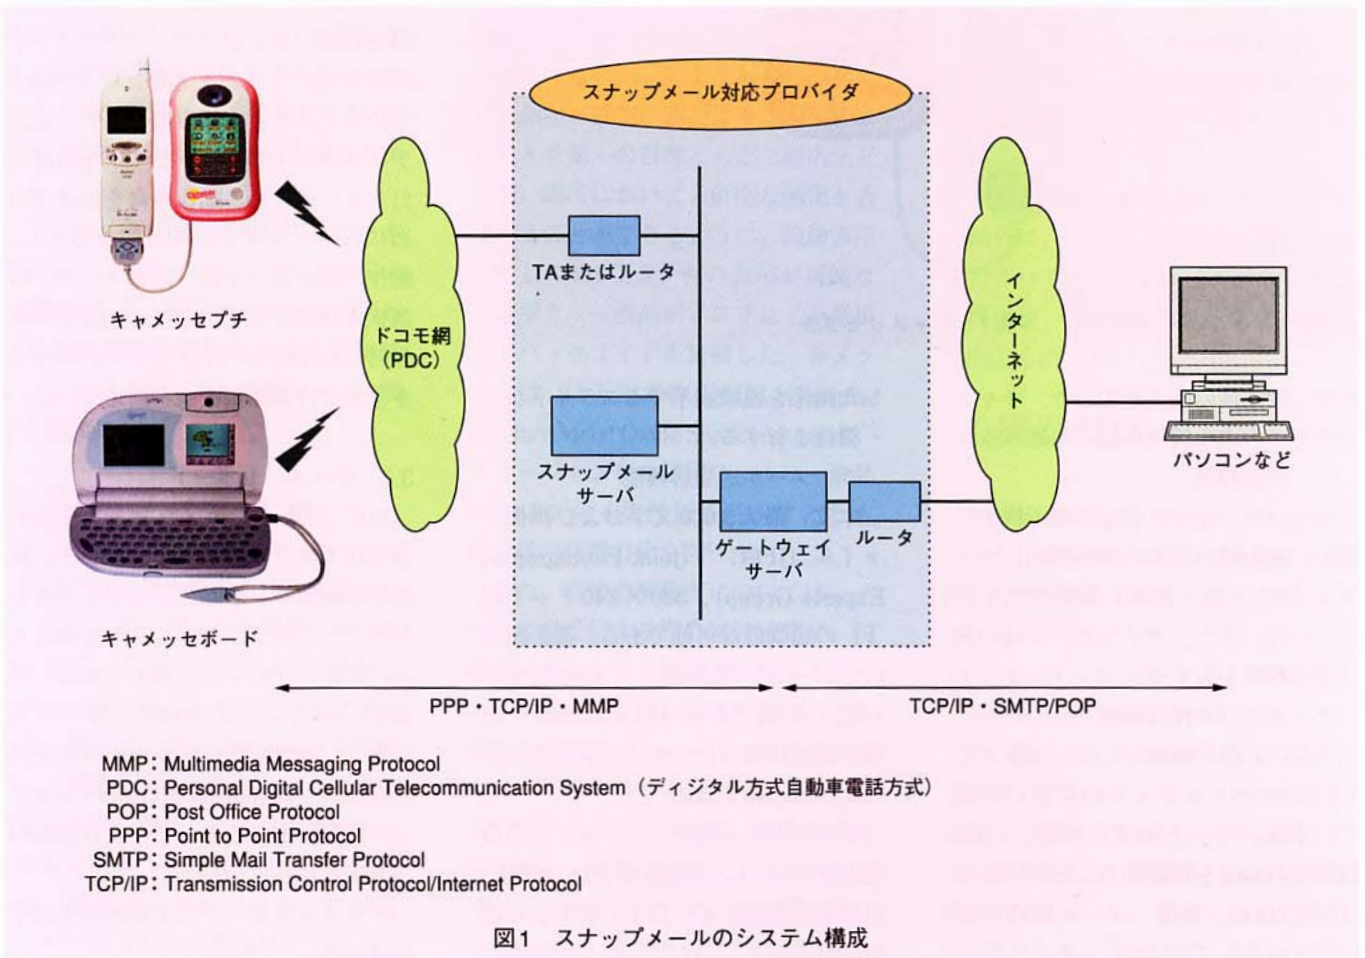 スナップメール対応プロバイダ
TAまたはルータ
キャメッセプチ
ドコモ網
(PDC)
インターネット
スナップメール
サーバ
パソコンなど
ゲートウェイ
サーバ
ルータ
キャメッセボード
PPP・TCP/IP・MMP
TCP/IP・SMTP/POP
MMP：Multimedia Messaging Protocol
PDC：Personal Digital Cellular Telecommunication System（ディジタル方式自動車電話方式）
POP：Post Office Protocol
PPP：Point to Point Protocol
SMTP：Simple Mail Transfer Protocol
TCP/IP：Transmission Control Protocol/Internet Protocol
図1　スナップメールのシステム構成